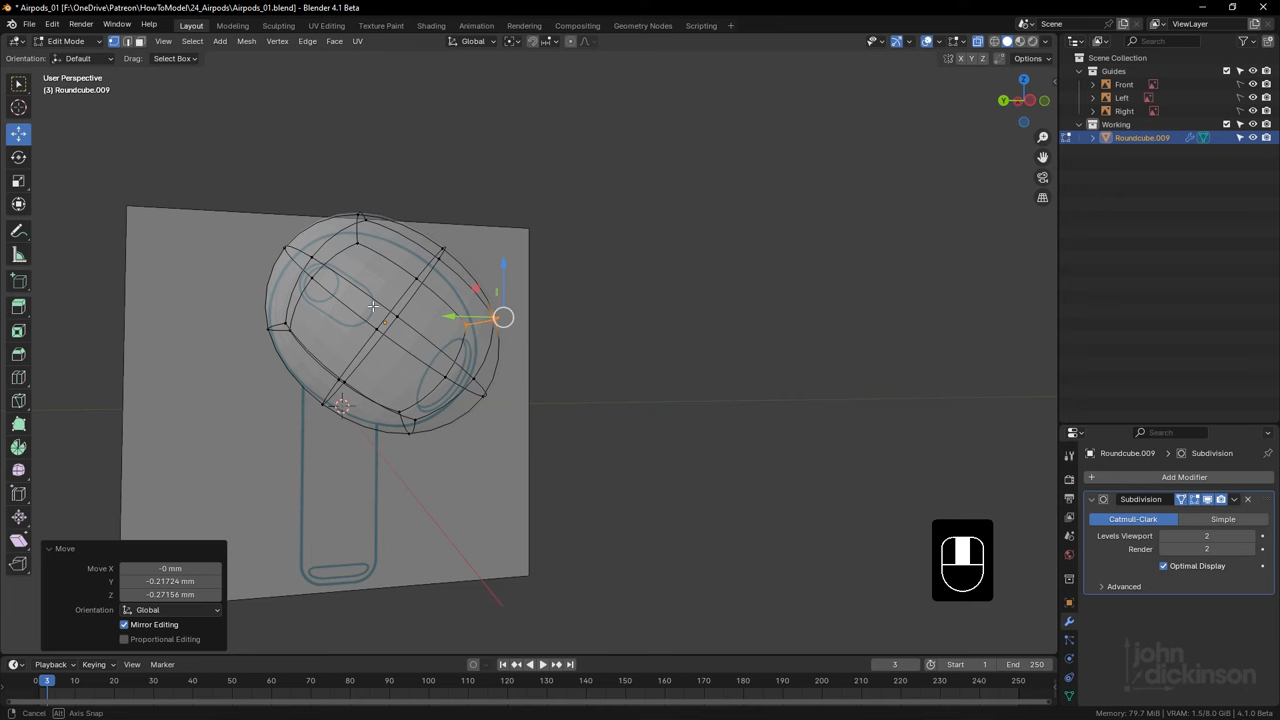 * Airpods_01 [O:\OneDrive\Patreon\HowToModel\24_Airpods\Airpods_01.blend] - Blender 4.1 Beta
File Edit Render Window Help Layout Modeling Sculpting UV Editing Texture Paint Shading Animation Rendering Compositing Geometry Nodes Scripting + Scene ViewLayer
Edit Mode View Select Add Mesh Vertex Edge Face UV Global Search
Orientation: Default Drag: Select Box X Y Z Options
User Perspective
(3) Roundcube.009
Z
Y
Scene Collection
Guides
Front
Left
Right
Working
Roundcube.009
Search
Roundcube.009 > Subdivision
+ Add Modifier
Subdivision
Catmull-Clark Simple
Levels Viewport 2
Render 2
Optimal Display
Advanced
Move
Move X -0 mm
Y -0.21724 mm
Z -0.27156 mm
Orientation Global
Mirror Editing
Proportional Editing
john
dickinson
Playback Keying View Marker 3 Start 1 End 250
0 3 10 20 30 40 50 60 70 80 90 100 110 120 130 140 150 160 170 180 190 200 210 220 230 240 250
Cancel Alt Axis Snap Memory: 79.7 MiB | VRAM: 1.5/8.0 GiB | 4.1.0 Beta